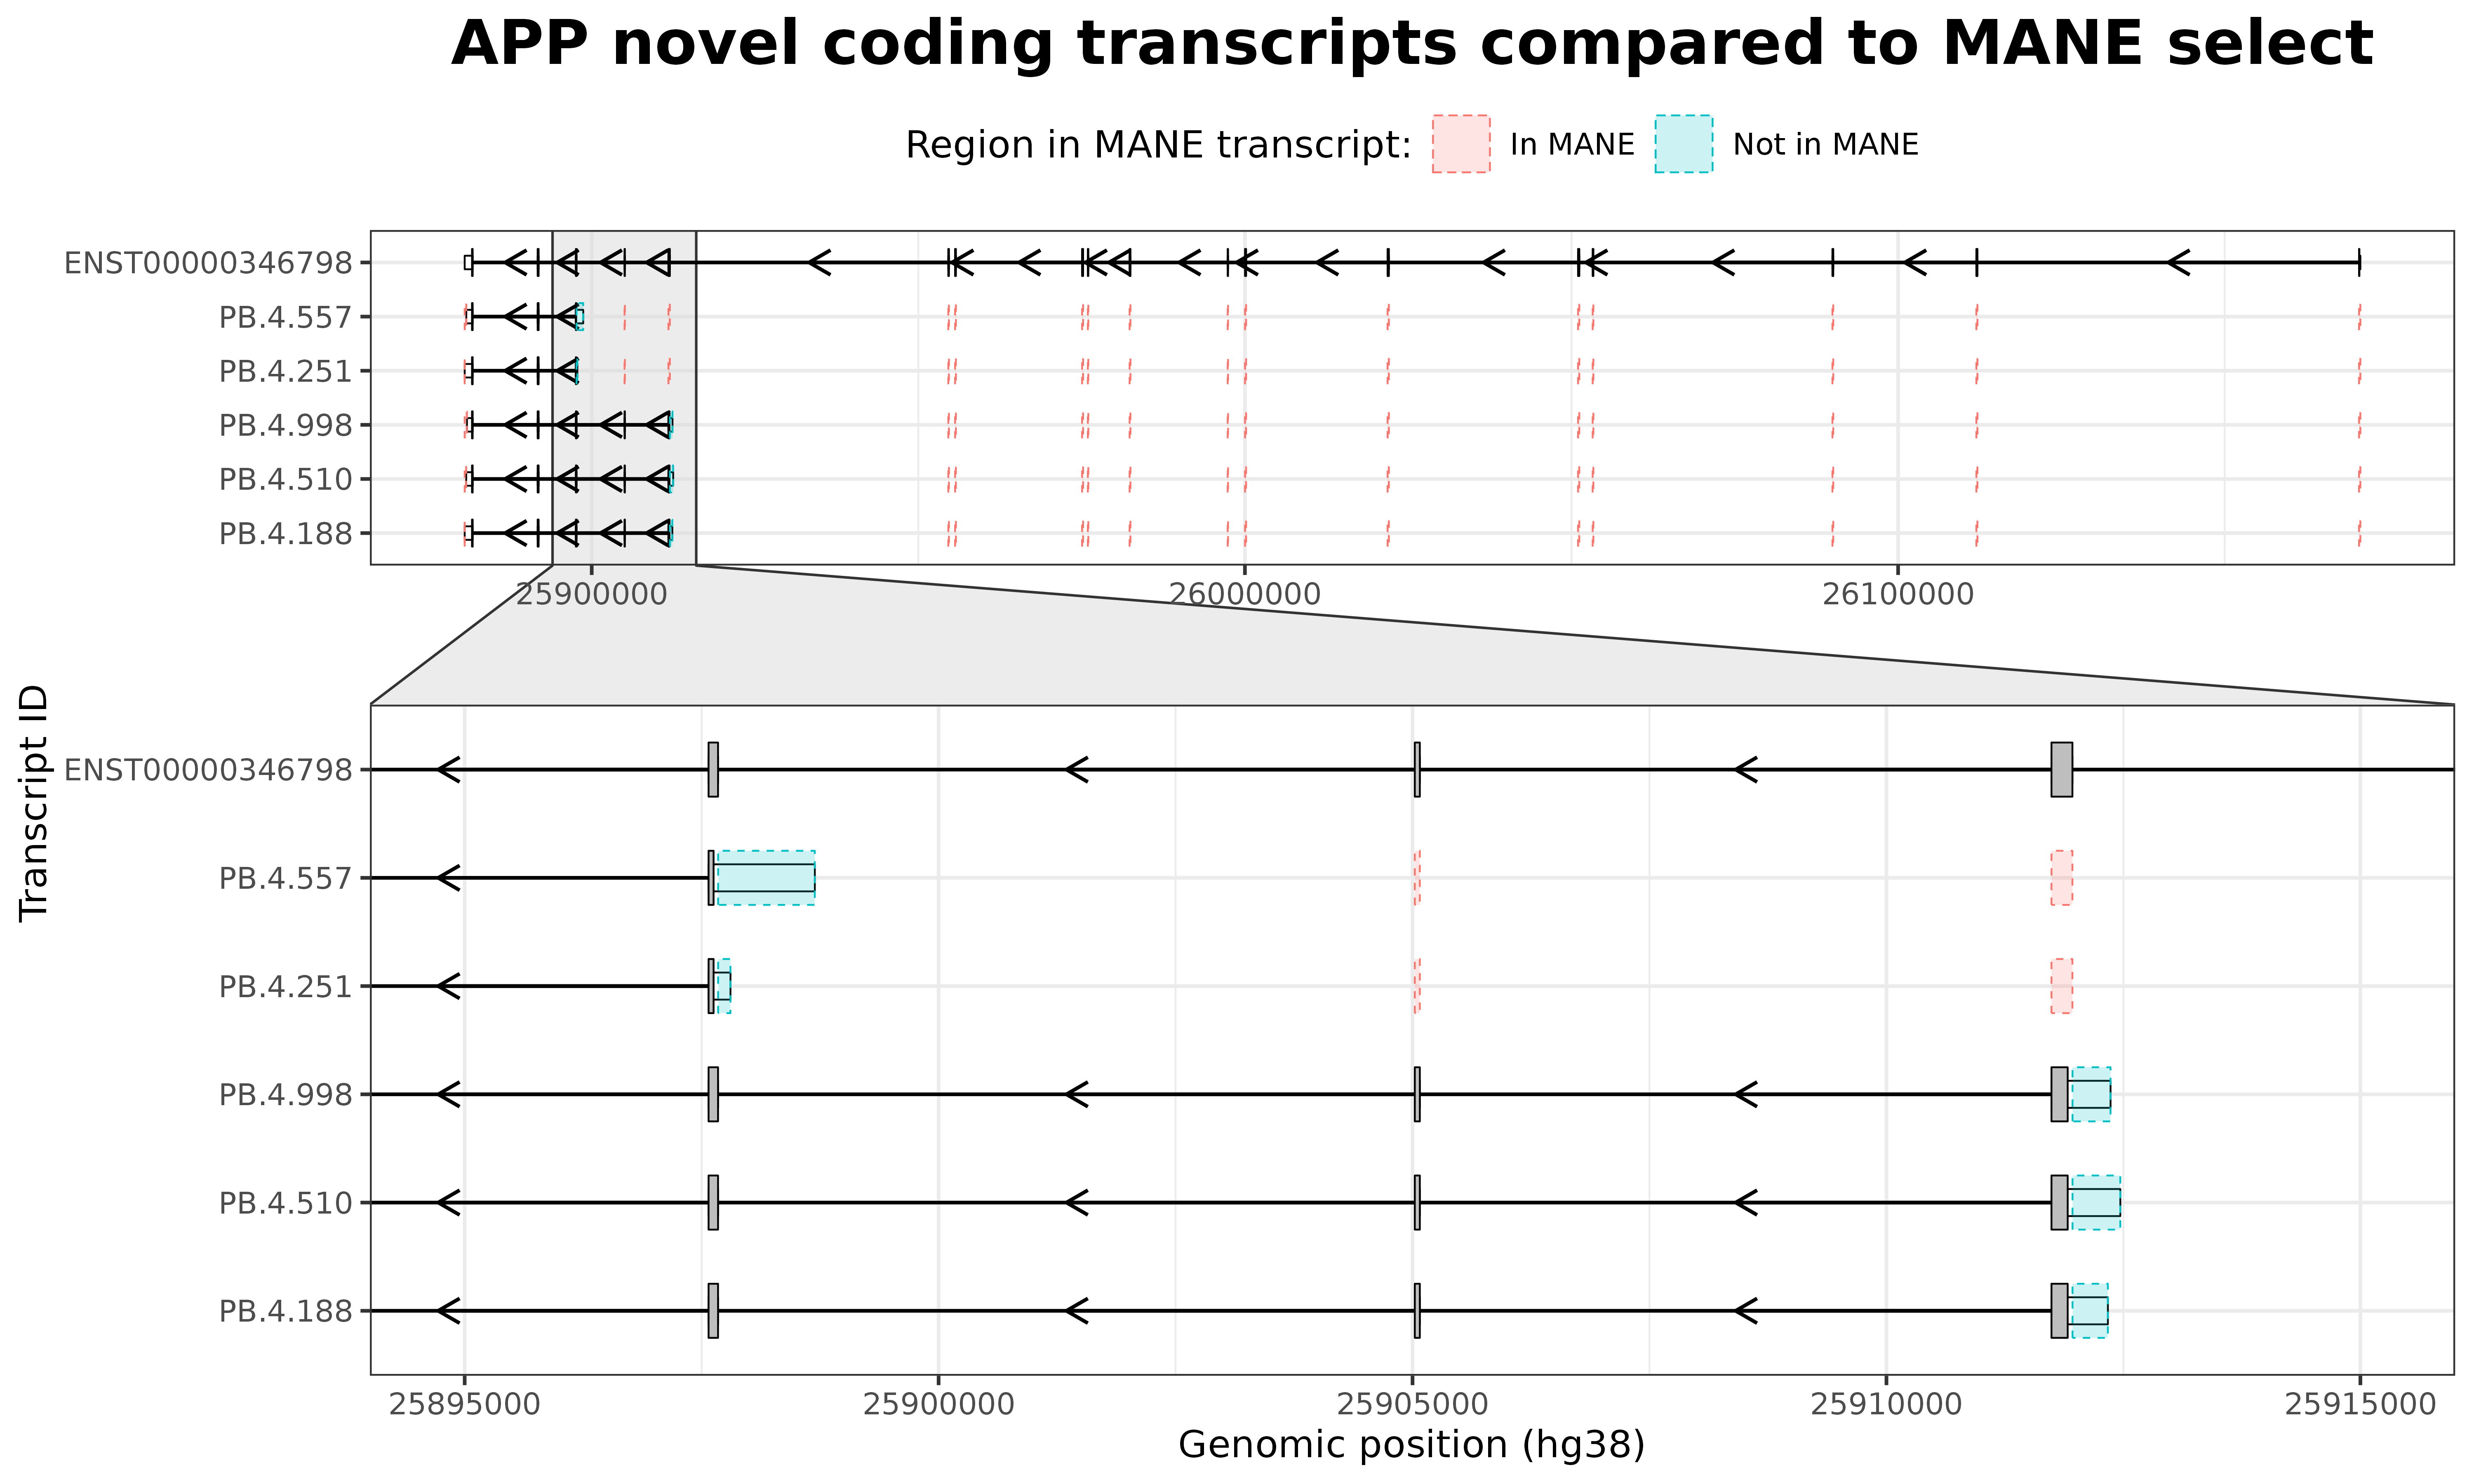 APP novel coding transcripts compared to MANE select
Region in MANE transcript: In MANE Not in MANE
ENST00000346798
PB.4.557
PB.4.251
PB.4.998
PB.4.510
PB.4.188
25900000 26000000 26100000
Transcript ID
ENST00000346798
PB.4.557
PB.4.251
PB.4.998
PB.4.510
PB.4.188
25895000 25900000 25905000 25910000 25915000
Genomic position (hg38)